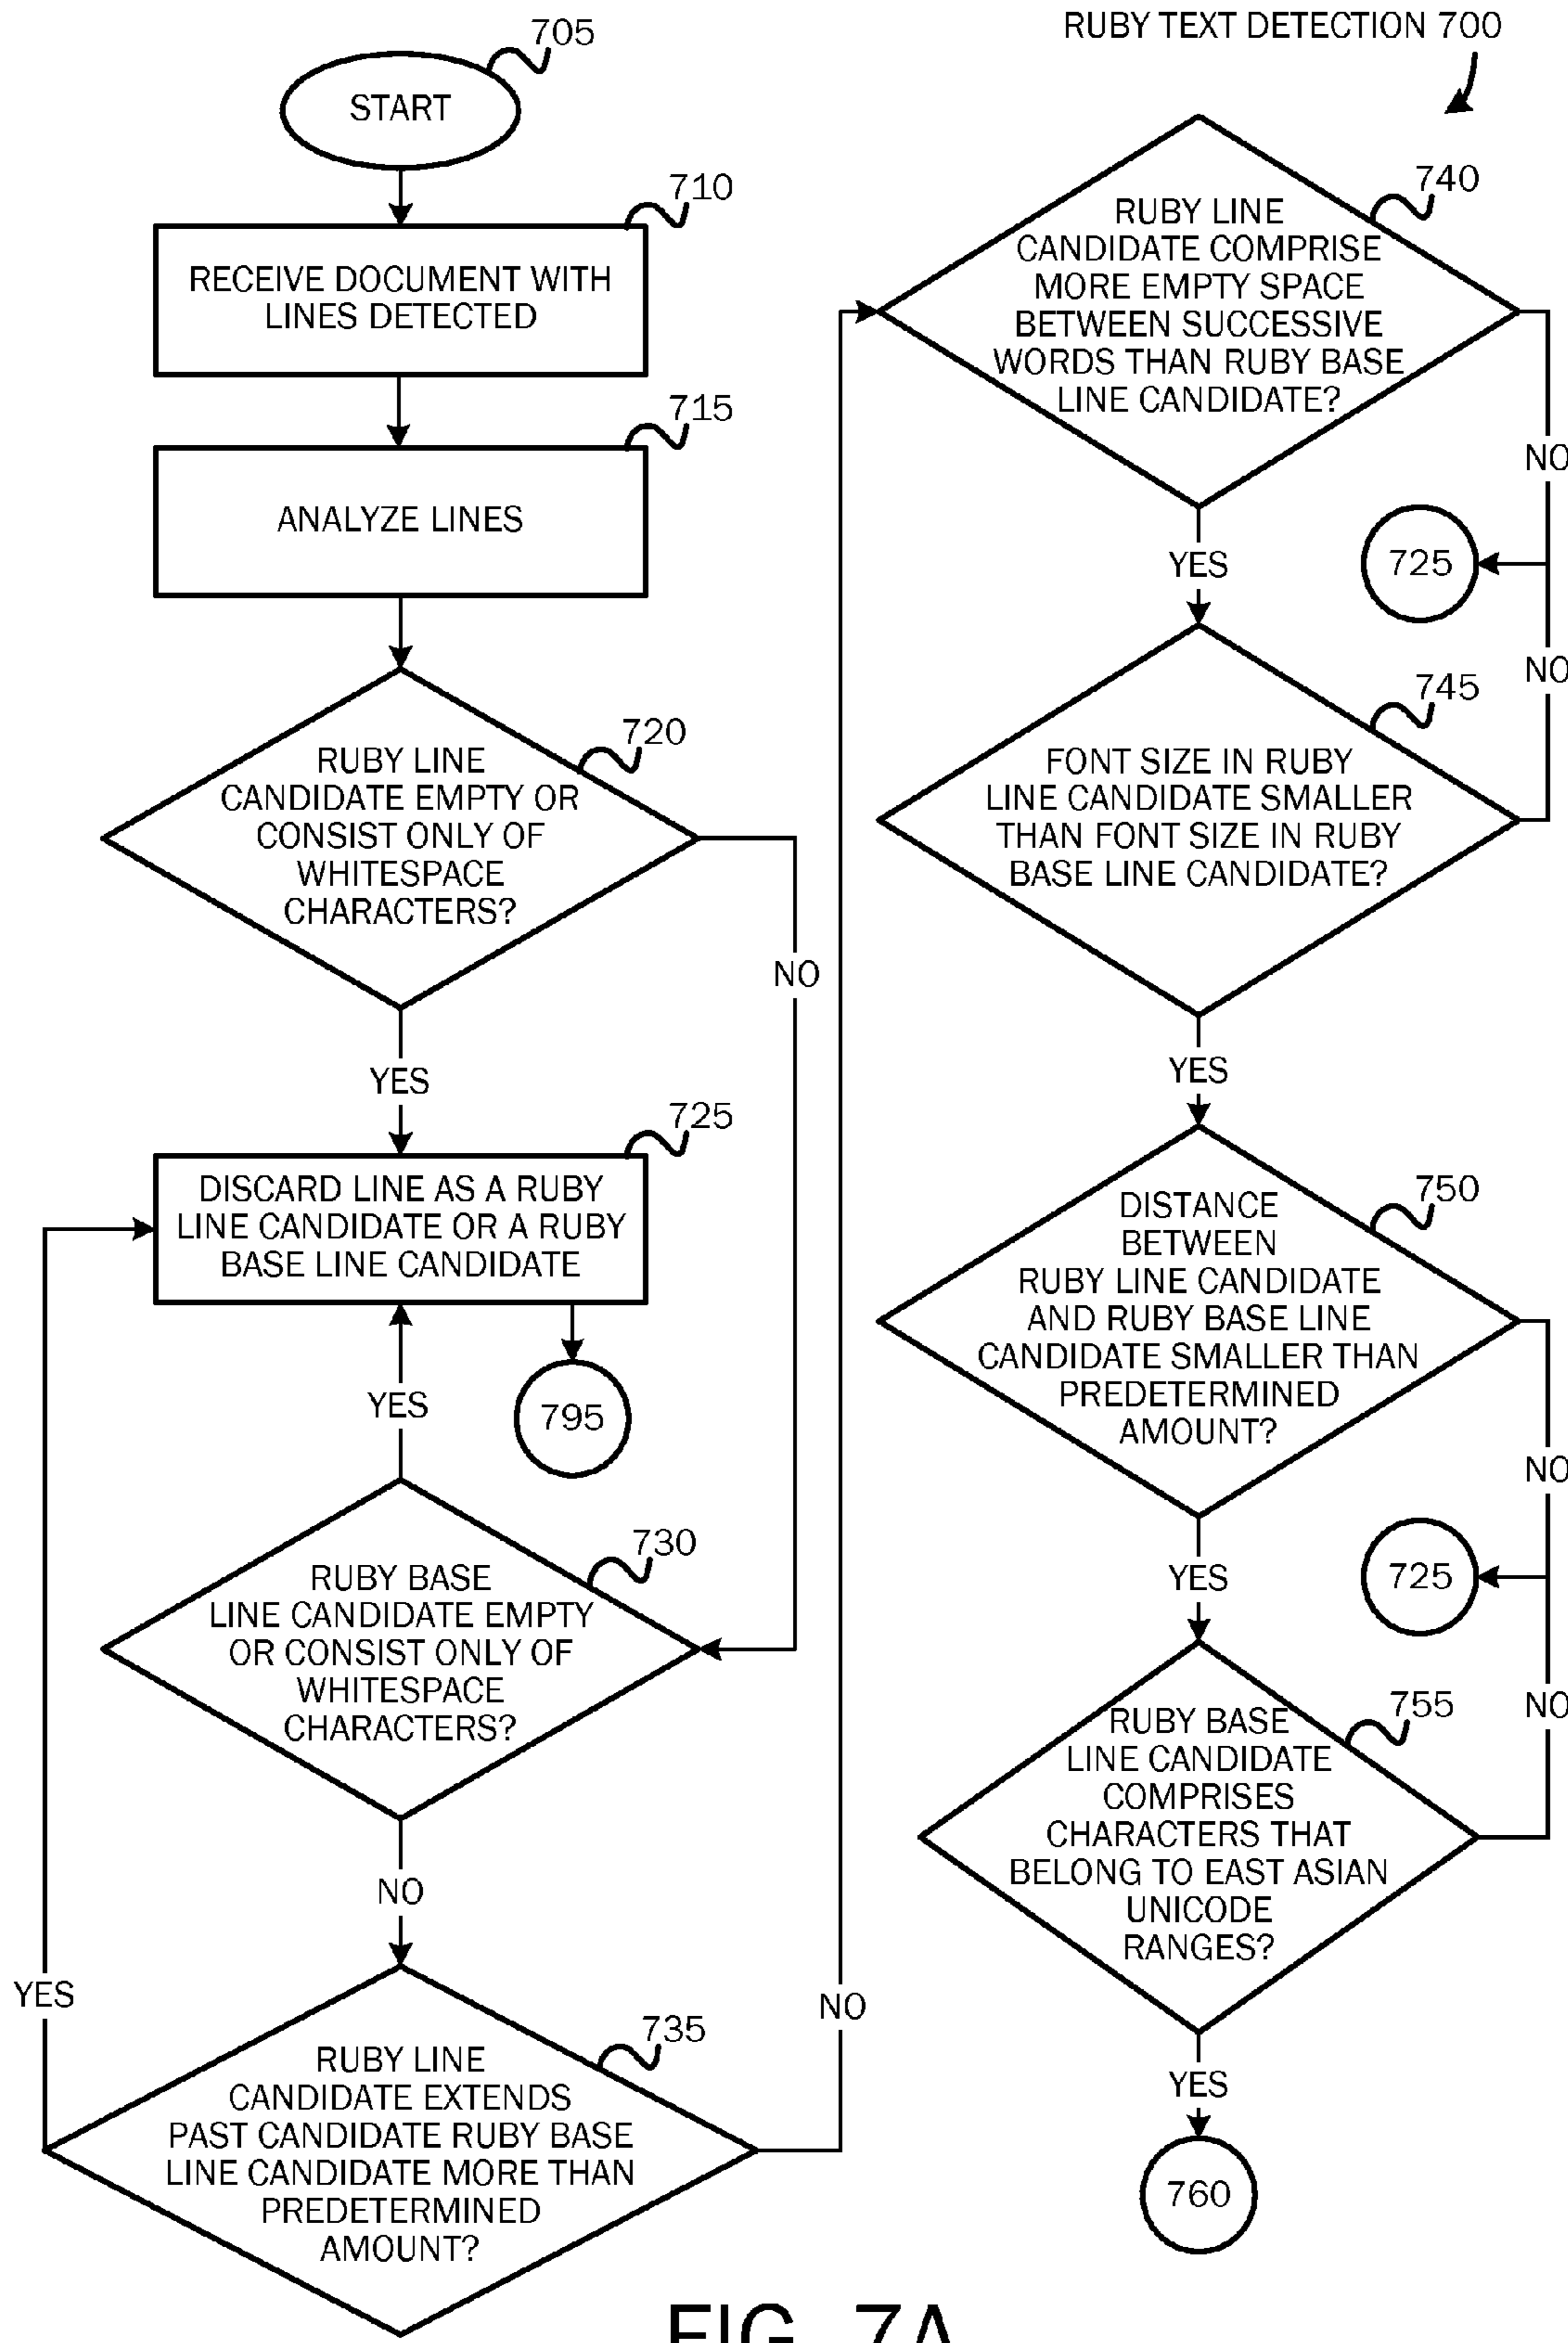 RUBY TEXT DETECTION 700
705
START
710
RECEIVE DOCUMENT WITH
LINES DETECTED
715
ANALYZE LINES
720
RUBY LINE
CANDIDATE EMPTY OR
CONSIST ONLY OF
WHITESPACE
CHARACTERS?
NO
YES
725
DISCARD LINE AS A RUBY
LINE CANDIDATE OR A RUBY
BASE LINE CANDIDATE
795
YES
730
RUBY BASE
LINE CANDIDATE EMPTY
OR CONSIST ONLY OF
WHITESPACE
CHARACTERS?
NO
YES
735
RUBY LINE
CANDIDATE EXTENDS
PAST CANDIDATE RUBY BASE
LINE CANDIDATE MORE THAN
PREDETERMINED
AMOUNT?
NO
740
RUBY LINE
CANDIDATE COMPRISE
MORE EMPTY SPACE
BETWEEN SUCCESSIVE
WORDS THAN RUBY BASE
LINE CANDIDATE?
NO
YES
725
NO
745
FONT SIZE IN RUBY
LINE CANDIDATE SMALLER
THAN FONT SIZE IN RUBY
BASE LINE CANDIDATE?
YES
750
DISTANCE
BETWEEN
RUBY LINE CANDIDATE
AND RUBY BASE LINE
CANDIDATE SMALLER THAN
PREDETERMINED
AMOUNT?
NO
YES
725
NO
755
RUBY BASE
LINE CANDIDATE
COMPRISES
CHARACTERS THAT
BELONG TO EAST ASIAN
UNICODE
RANGES?
YES
760
FIG. 7A